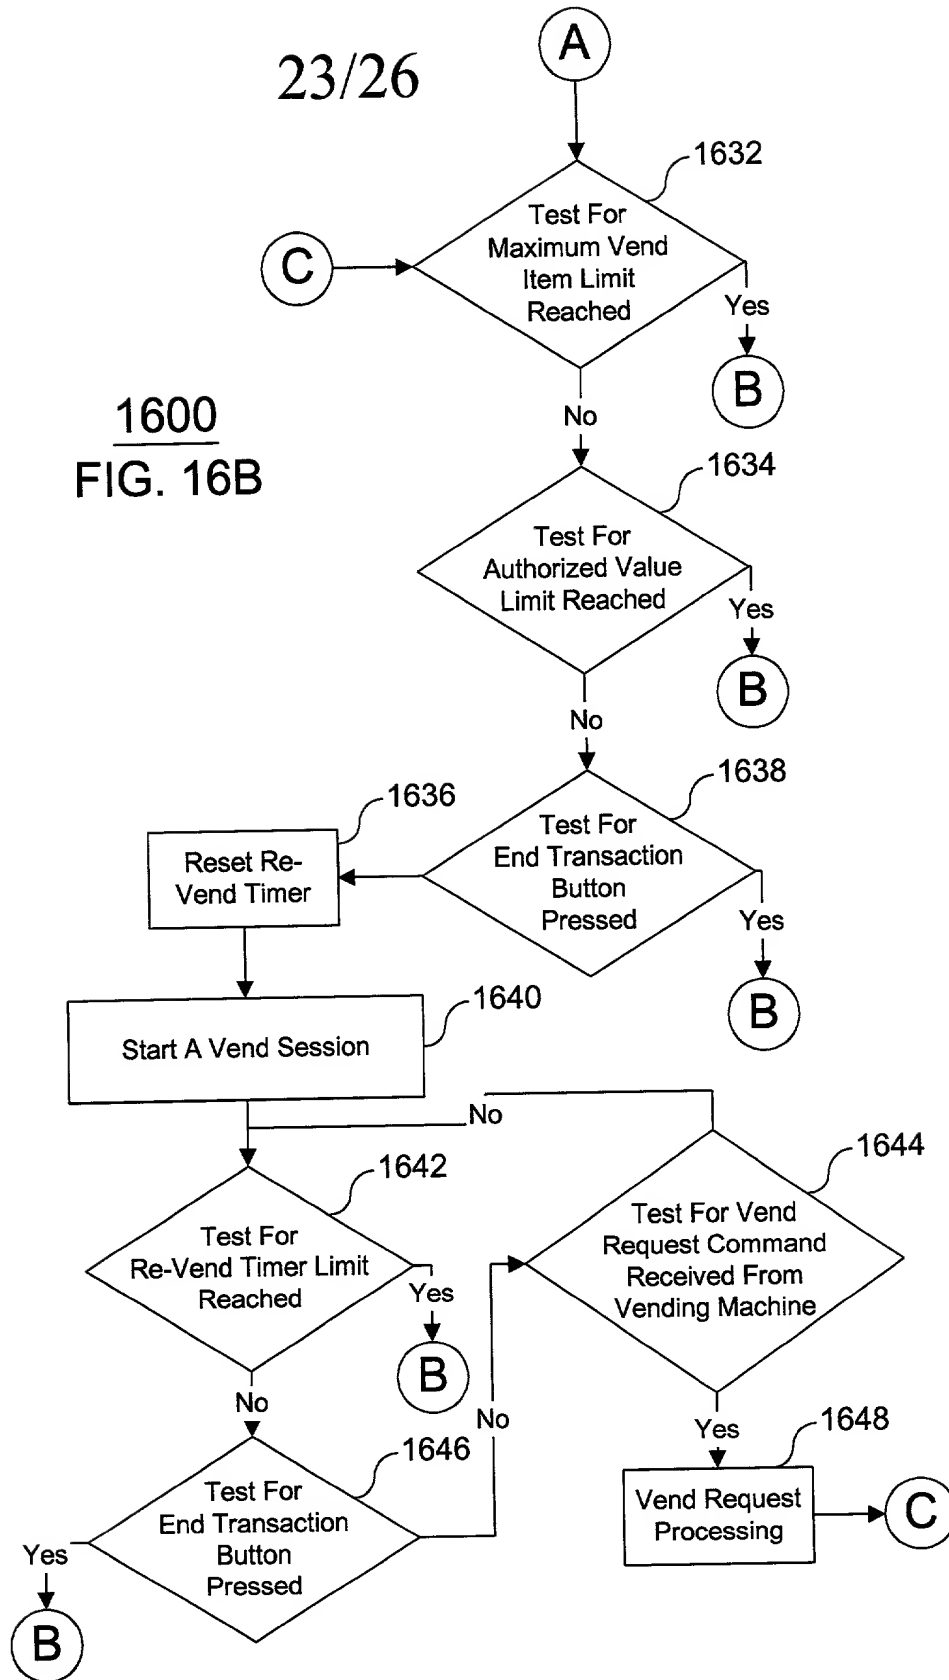 A
23/26
1632
Test For
Maximum Vend
Item Limit
Reached
C
Yes
B
No
1600
FIG. 16B
1634
Test For
Authorized Value
Limit Reached
Yes
B
No
1638
Test For
End Transaction
Button
Pressed
Yes
B
1636
Reset Re-
Vend Timer
1640
Start A Vend Session
No
1642
Test For
Re-Vend Timer Limit
Reached
Yes
B
No
1644
Test For Vend
Request Command
Received From
Vending Machine
Yes
1646
Test For
End Transaction
Button
Pressed
No
Yes
B
1648
Vend Request
Processing
C